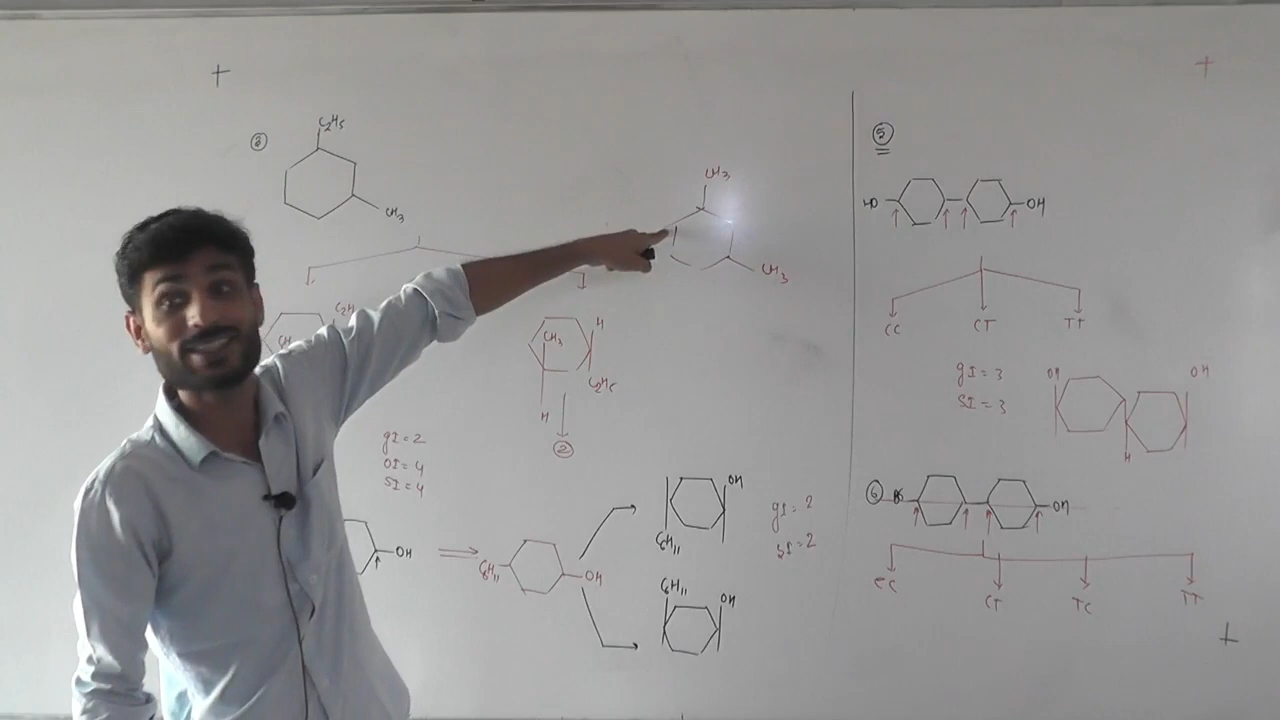 ③
C₂H₅
CH₃
C₂H
CH
H
CH₃
C₂H₅
H
②
gI = 2
OI = 4
SI = 4
CH₃
CH₃
OH
C₆H₁₁
OH
OH
C₆H₁₁
C₆H₁₁
OH
gI = 2
SI = 2
⑤
HO
OH
CC CT TT
gI = 3
SI = 3
OH
OH
H
⑥
OH
CC CT TC TT